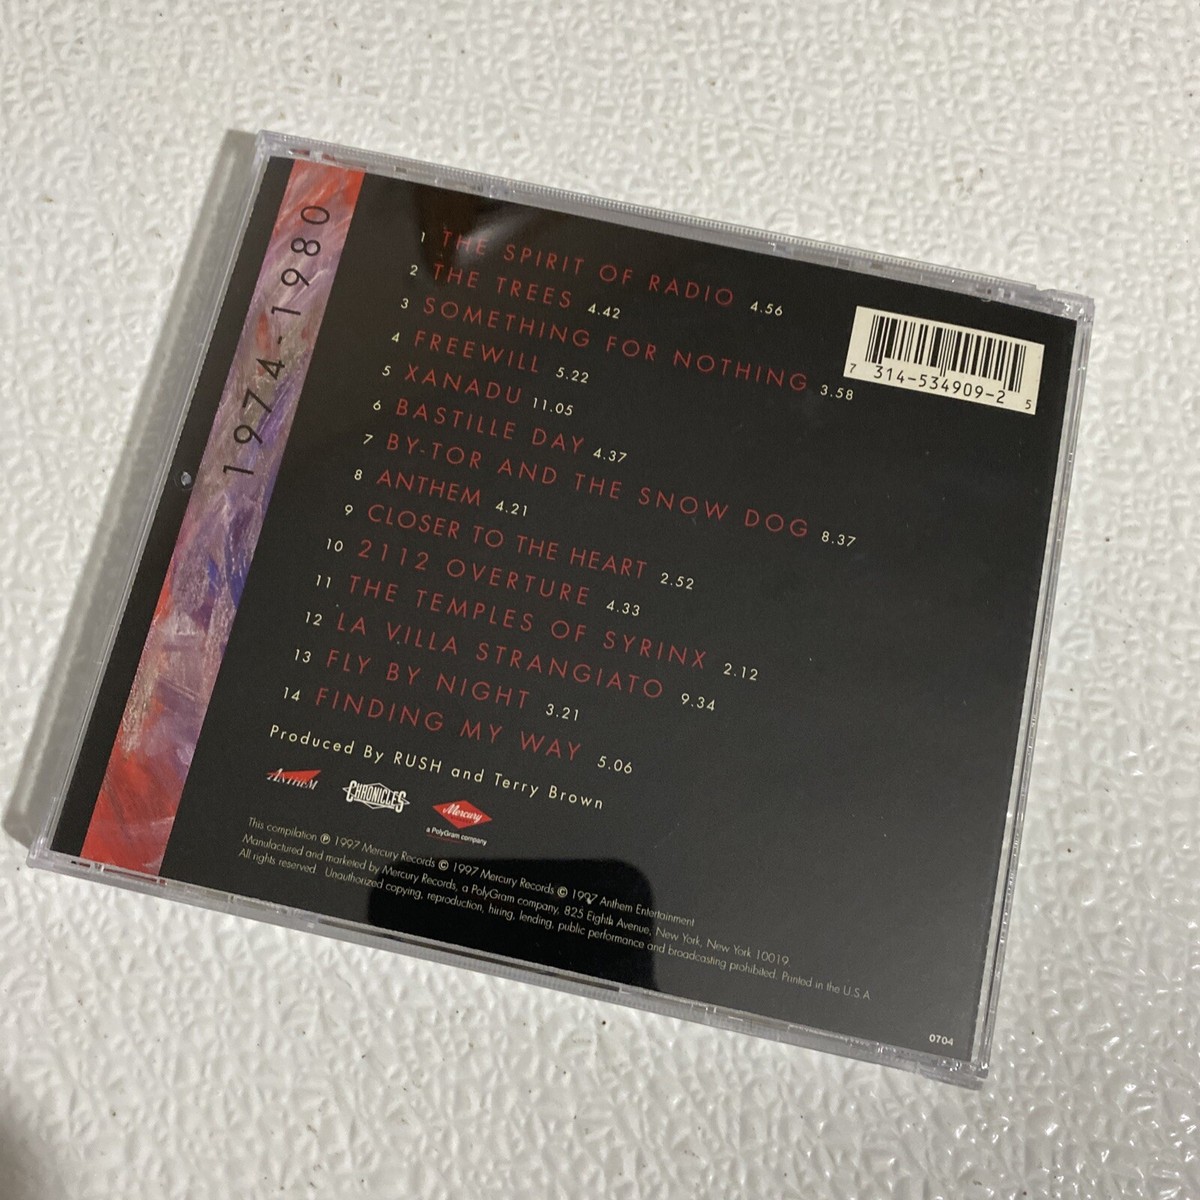 1974-1980
1 THE SPIRIT OF RADIO 4.56
2 THE TREES 4.42
3 SOMETHING FOR NOTHING 3.58
4 FREEWILL 5.22
5 XANADU 11.05
6 BASTILLE DAY 4.37
7 BY-TOR AND THE SNOW DOG 8.37
8 ANTHEM 4.21
9 CLOSER TO THE HEART 2.52
10 2112 OVERTURE 4.33
11 THE TEMPLES OF SYRINX 2.12
12 LA VILLA STRANGIATO 9.34
13 FLY BY NIGHT 3.21
14 FINDING MY WAY 5.06
7 314-534909-2 5
Produced By RUSH and Terry Brown
ANTHEM
CHRONICLES
Mercury
a PolyGram company
This compilation ℗ 1997 Mercury Records © 1997 Mercury Records © 1997 Anthem Entertainment
Manufactured and marketed by Mercury Records, a PolyGram company, 825 Eighth Avenue, New York, New York 10019
All rights reserved. Unauthorized copying, reproduction, hiring, lending, public performance and broadcasting prohibited. Printed in the U.S.A
0704